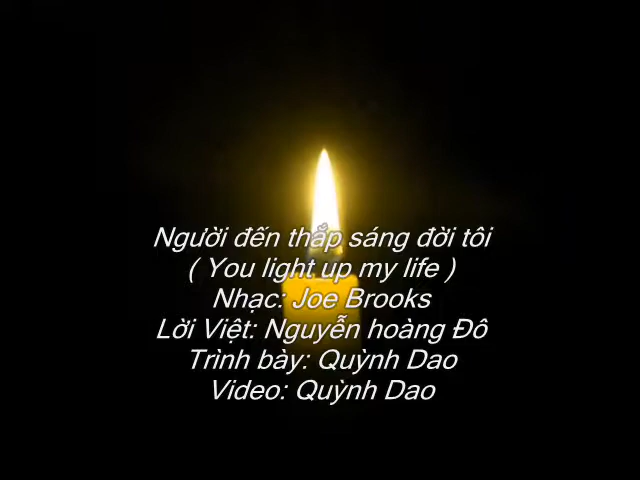 Người đến thắp sáng đời tôi
( You light up my life )
Nhạc: Joe Brooks
Lời Việt: Nguyễn hoàng Đô
Trình bày: Quỳnh Dao
Video: Quỳnh Dao